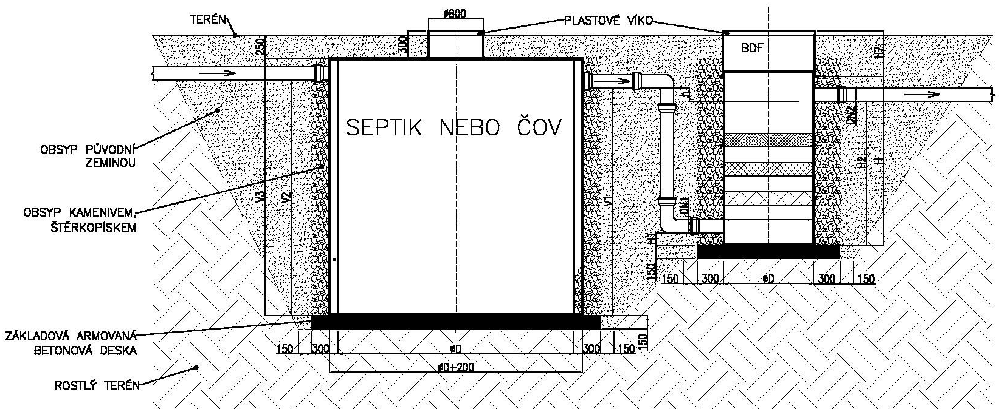 TERÉN
ø800
PLASTOVÉ VÍKO
250
300
BDF
H7
h
DN2
SEPTIK NEBO ČOV
OBSYP PŮVODNÍ
ZEMINOU
H2
H
V3
V2
V1
DN1
OBSYP KAMENIVEM,
ŠTĚRKOPÍSKEM
H1
150
150
300
øD
300
150
ZÁKLADOVÁ ARMOVANÁ
BETONOVÁ DESKA
150
300
øD
300
150
150
øD+200
ROSTLÝ TERÉN